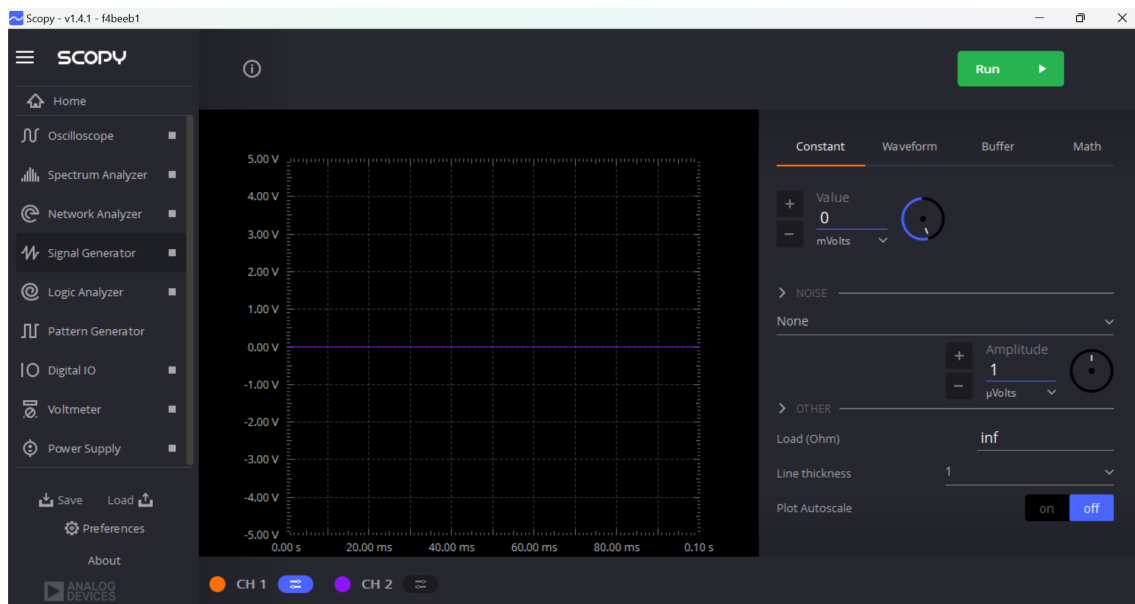 Scopy - v1.4.1 - f4beeb1
SCOPY
Home
Oscilloscope
Spectrum Analyzer
Network Analyzer
Signal Generator
Logic Analyzer
Pattern Generator
Digital IO
Voltmeter
Power Supply
Save Load
Preferences
About
ANALOG
DEVICES
i
Run
5.00 V
4.00 V
3.00 V
2.00 V
1.00 V
0.00 V
-1.00 V
-2.00 V
-3.00 V
-4.00 V
-5.00 V
0.00 s 20.00 ms 40.00 ms 60.00 ms 80.00 ms 0.10 s
CH 1 CH 2
Constant Waveform Buffer Math
+ Value
0
- mVolts
NOISE
None
+ Amplitude
1
- µVolts
OTHER
Load (Ohm) inf
Line thickness 1
Plot Autoscale on off